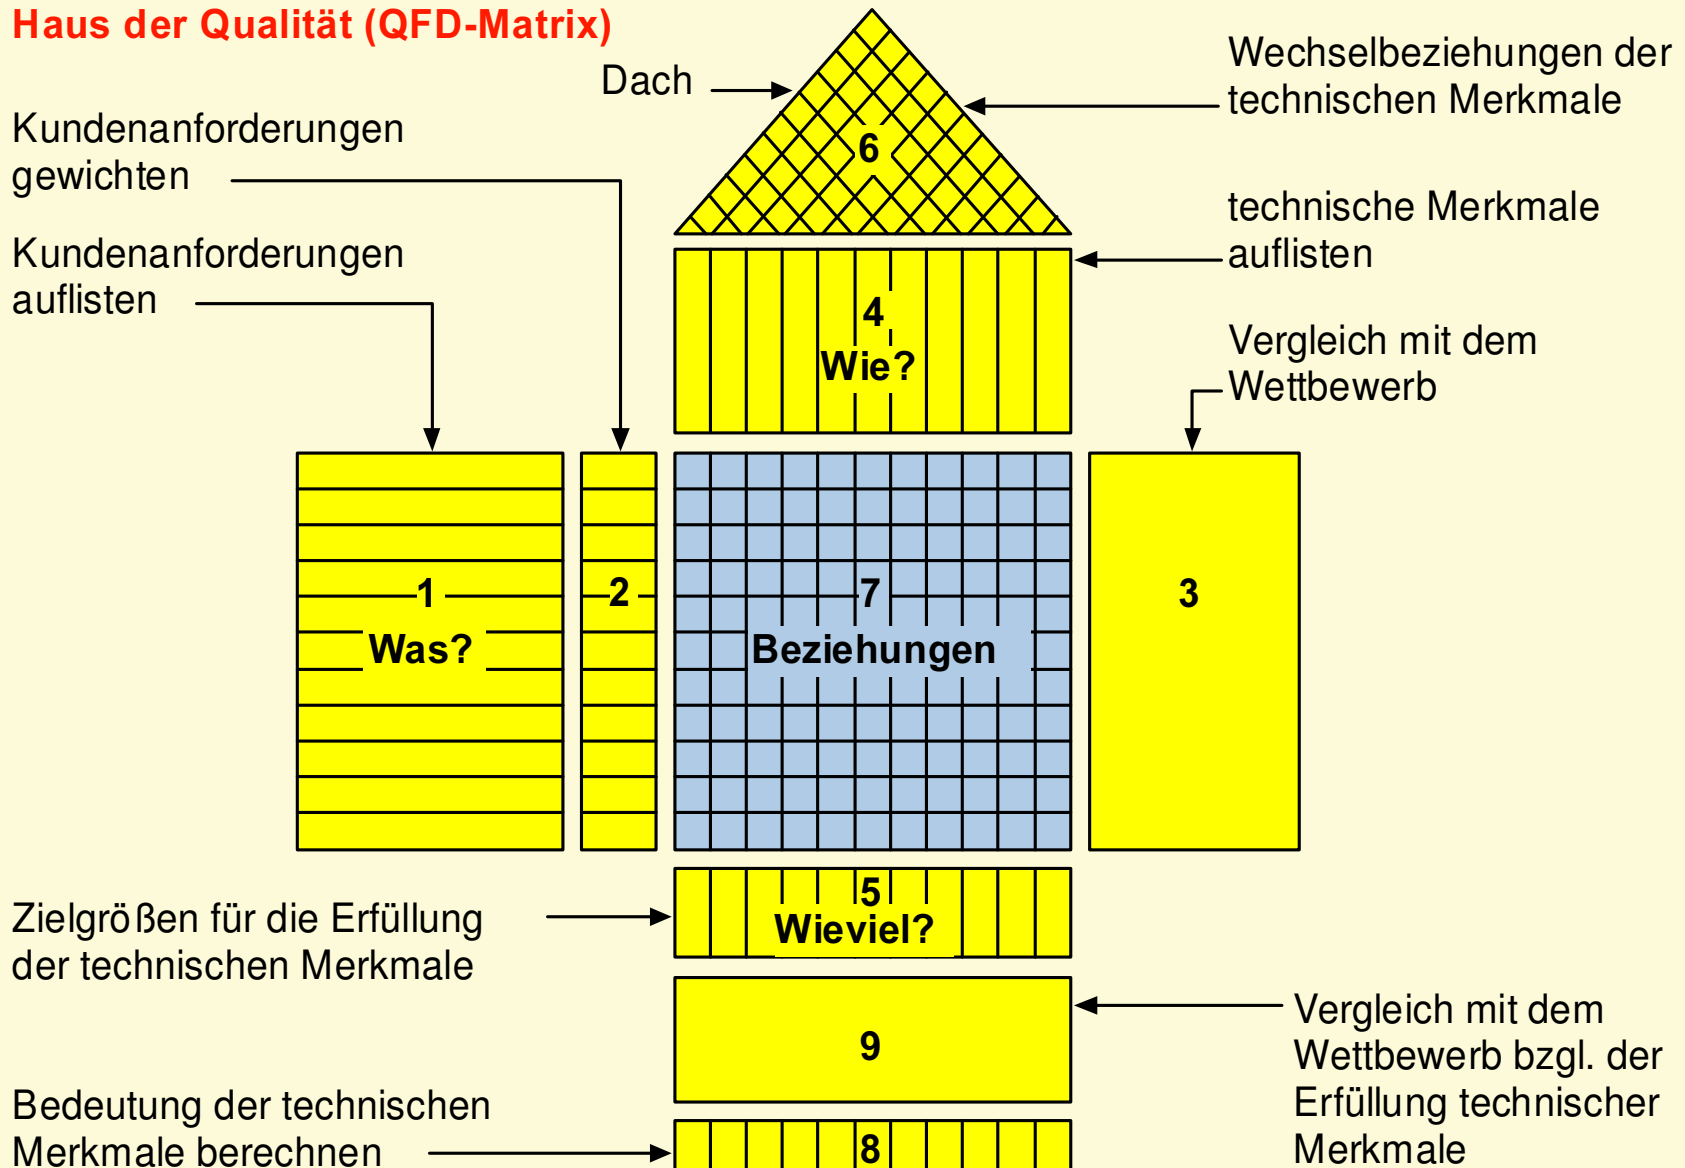 Haus der Qualität (QFD-Matrix)
Dach
Wechselbeziehungen der
technischen Merkmale
Kundenanforderungen
gewichten
6
technische Merkmale
auflisten
Kundenanforderungen
auflisten
4
Wie?
Vergleich mit dem
Wettbewerb
1
Was?
2
7
Beziehungen
3
5
Wieviel?
Zielgrößen für die Erfüllung
der technischen Merkmale
9
Vergleich mit dem
Wettbewerb bzgl. der
Erfüllung technischer
Merkmale
Bedeutung der technischen
Merkmale berechnen
8